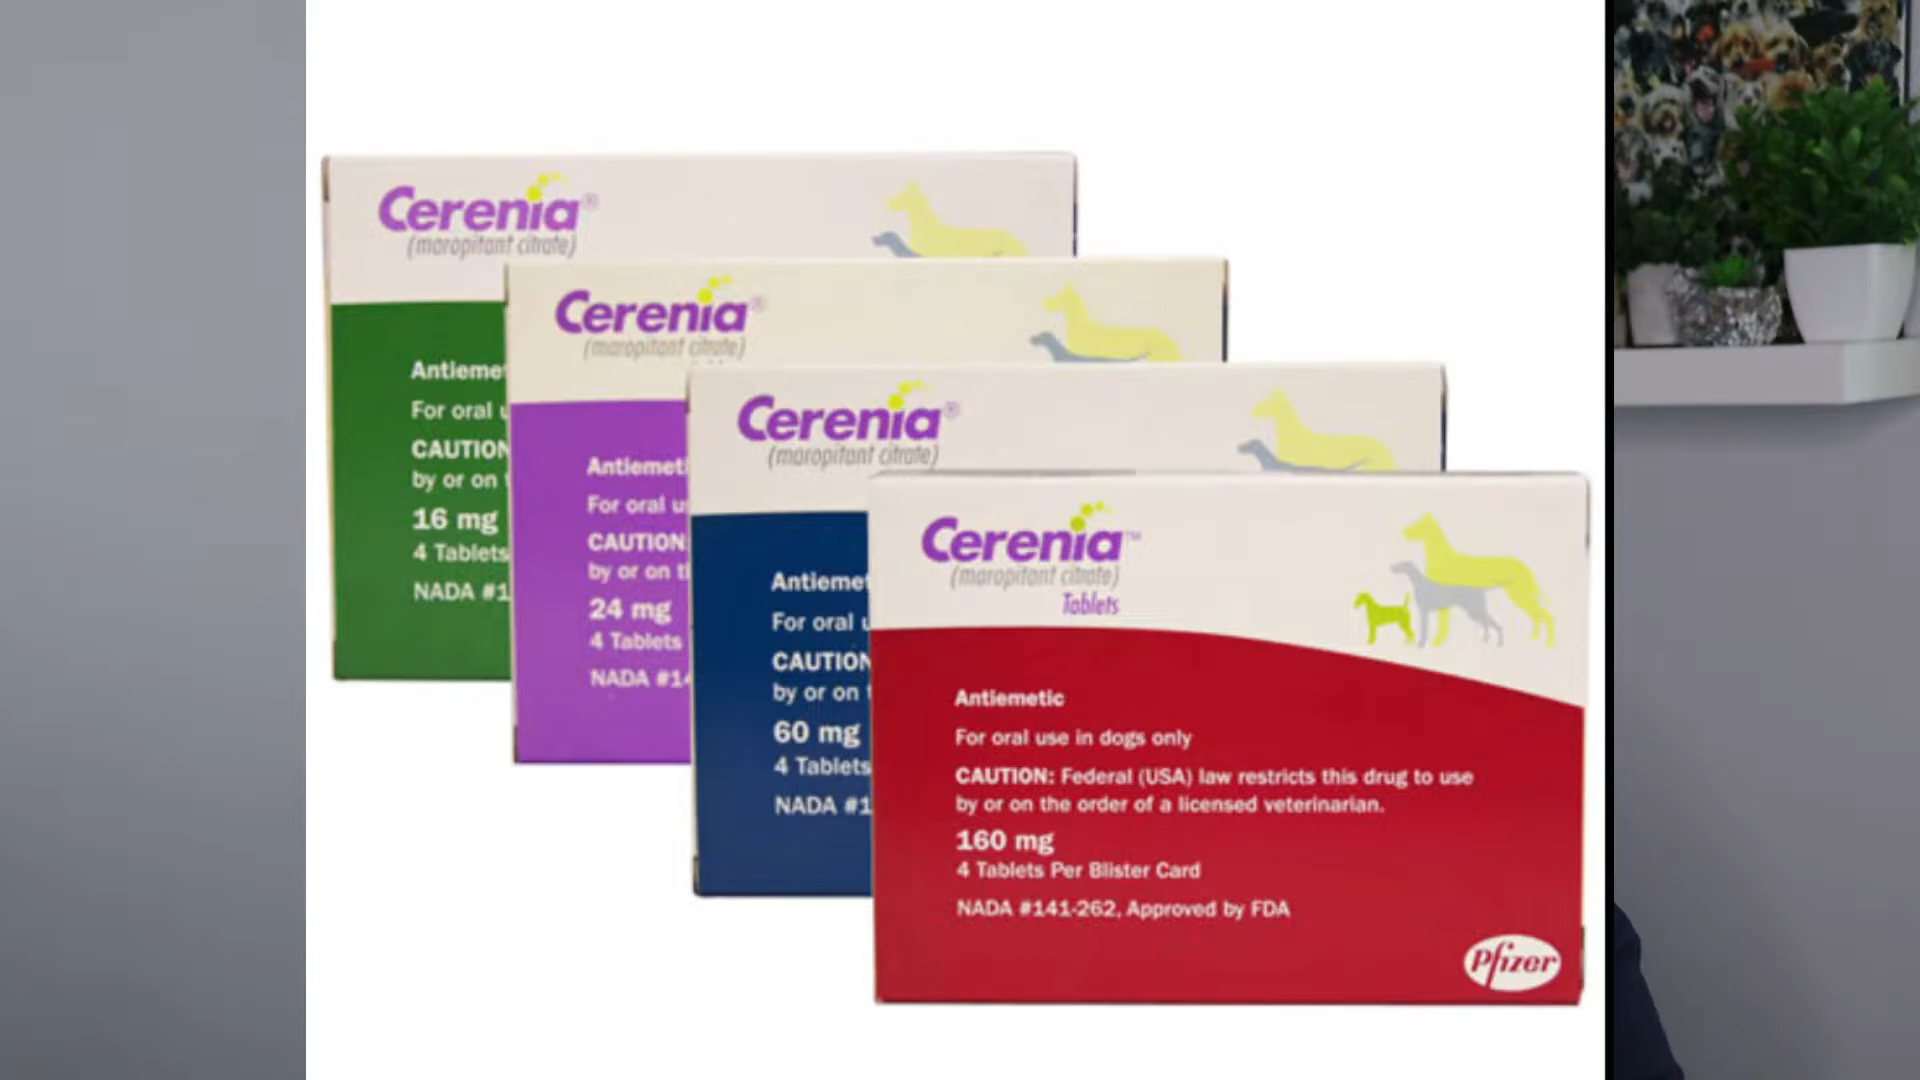 Cerenia®
(maropitant citrate)
For oral
CAUTION
by or on
16 mg
4 Tablets
NADA #1
Cerenia®
(maropitant citrate)
For oral
CAUTION:
by or on
24 mg
4 Tablets
NADA #14
Cerenia®
(maropitant citrate)
For oral
CAUTION
by or on
60 mg
4 Tablets
NADA #1
Cerenia™
(maropitant citrate)
Tablets
Antiemetic
For oral use in dogs only
CAUTION: Federal (USA) law restricts this drug to use
by or on the order of a licensed veterinarian.
160 mg
4 Tablets Per Blister Card
NADA #141-262, Approved by FDA
Pfizer